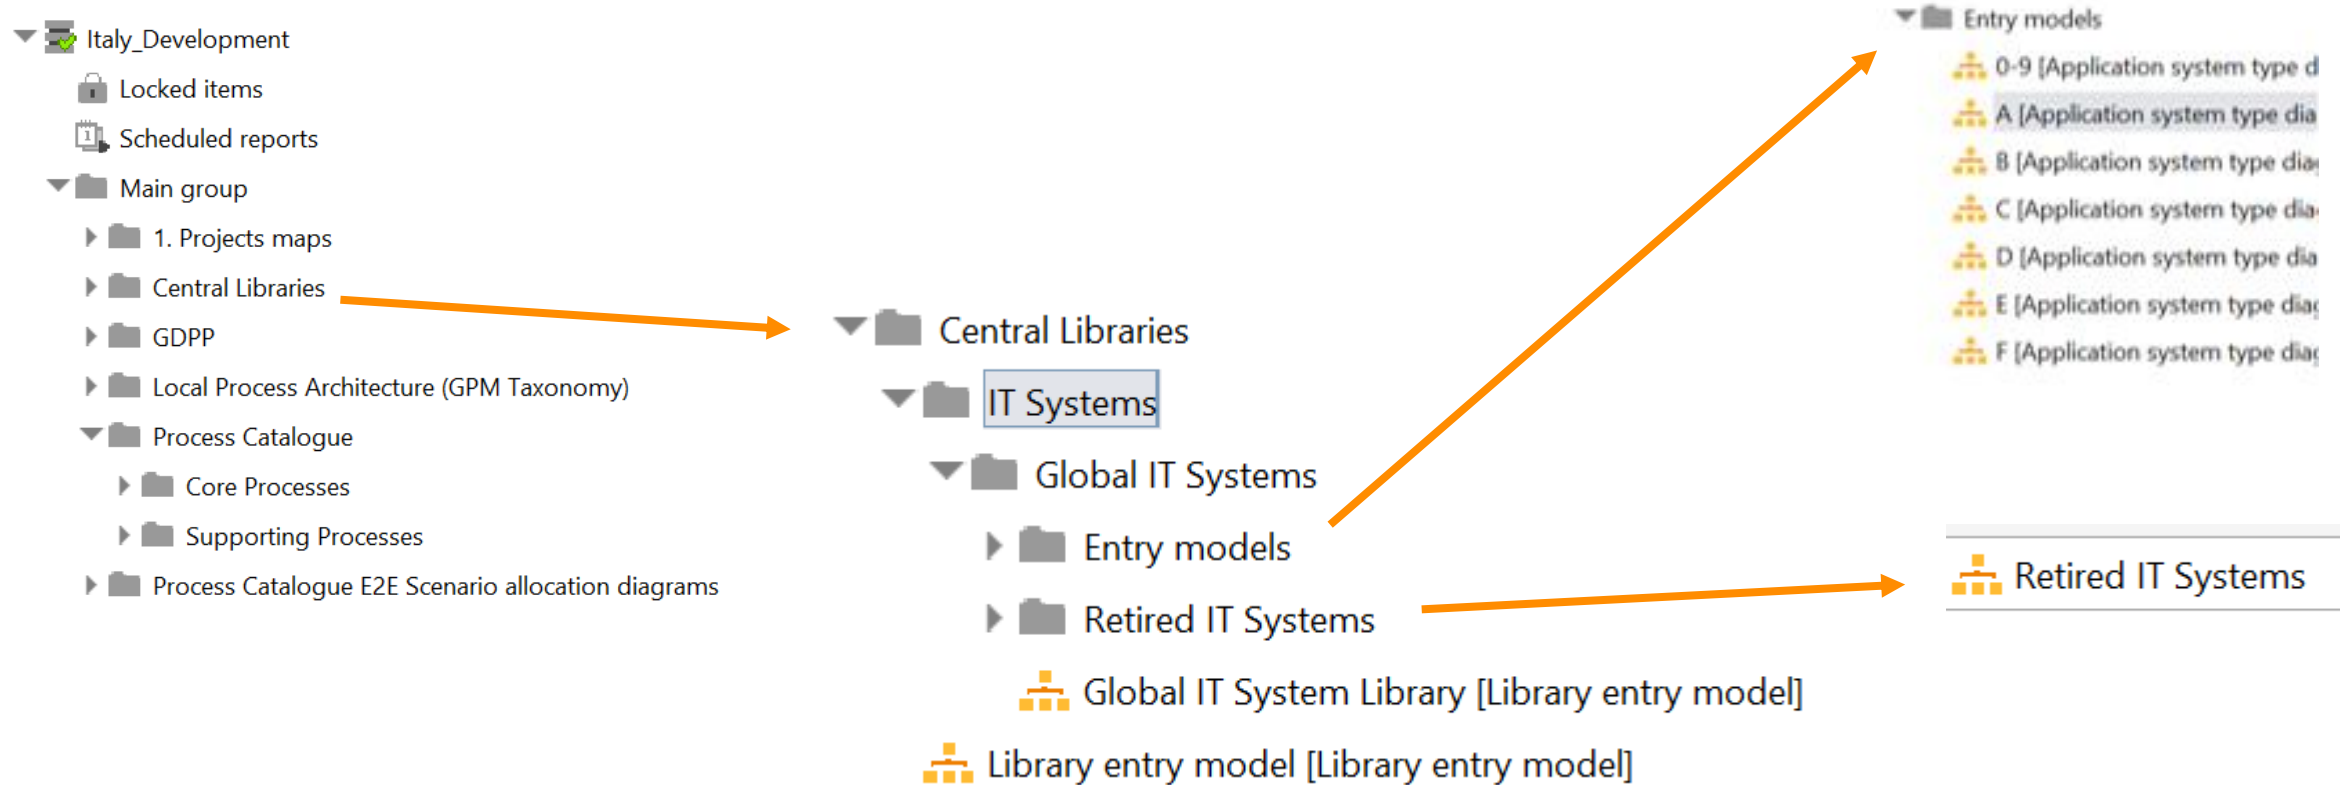 Italy_Development
Locked items
Scheduled reports
Main group
1. Projects maps
Central Libraries
GDPP
Local Process Architecture (GPM Taxonomy)
Process Catalogue
Core Processes
Supporting Processes
Process Catalogue E2E Scenario allocation diagrams
Central Libraries
IT Systems
Global IT Systems
Entry models
Retired IT Systems
Global IT System Library [Library entry model]
Library entry model [Library entry model]
Entry models
0-9 [Application system type d
A [Application system type dia
B [Application system type dia
C [Application system type dia
D [Application system type dia
E [Application system type dia
F [Application system type dia
Retired IT Systems